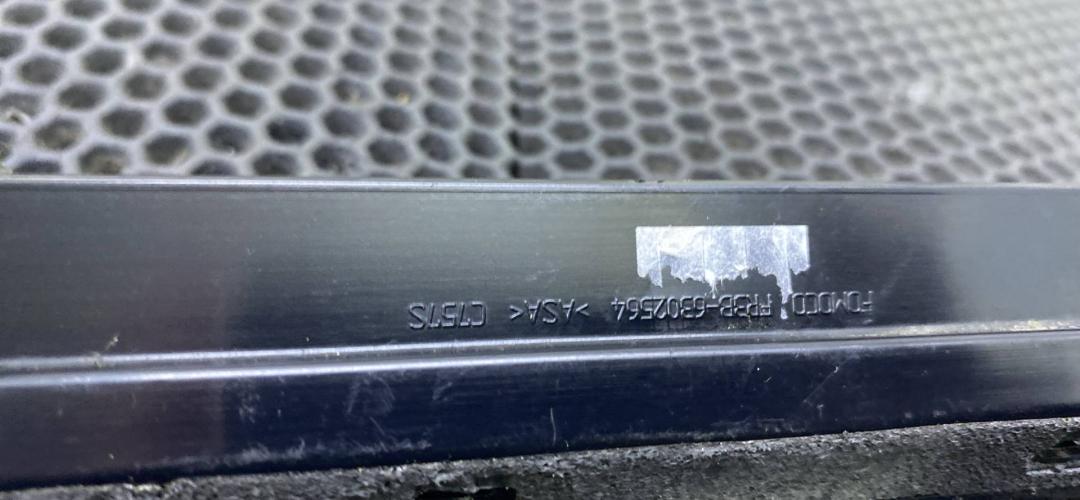 FOMOCO FR3B-6302564 >ASA< C757S